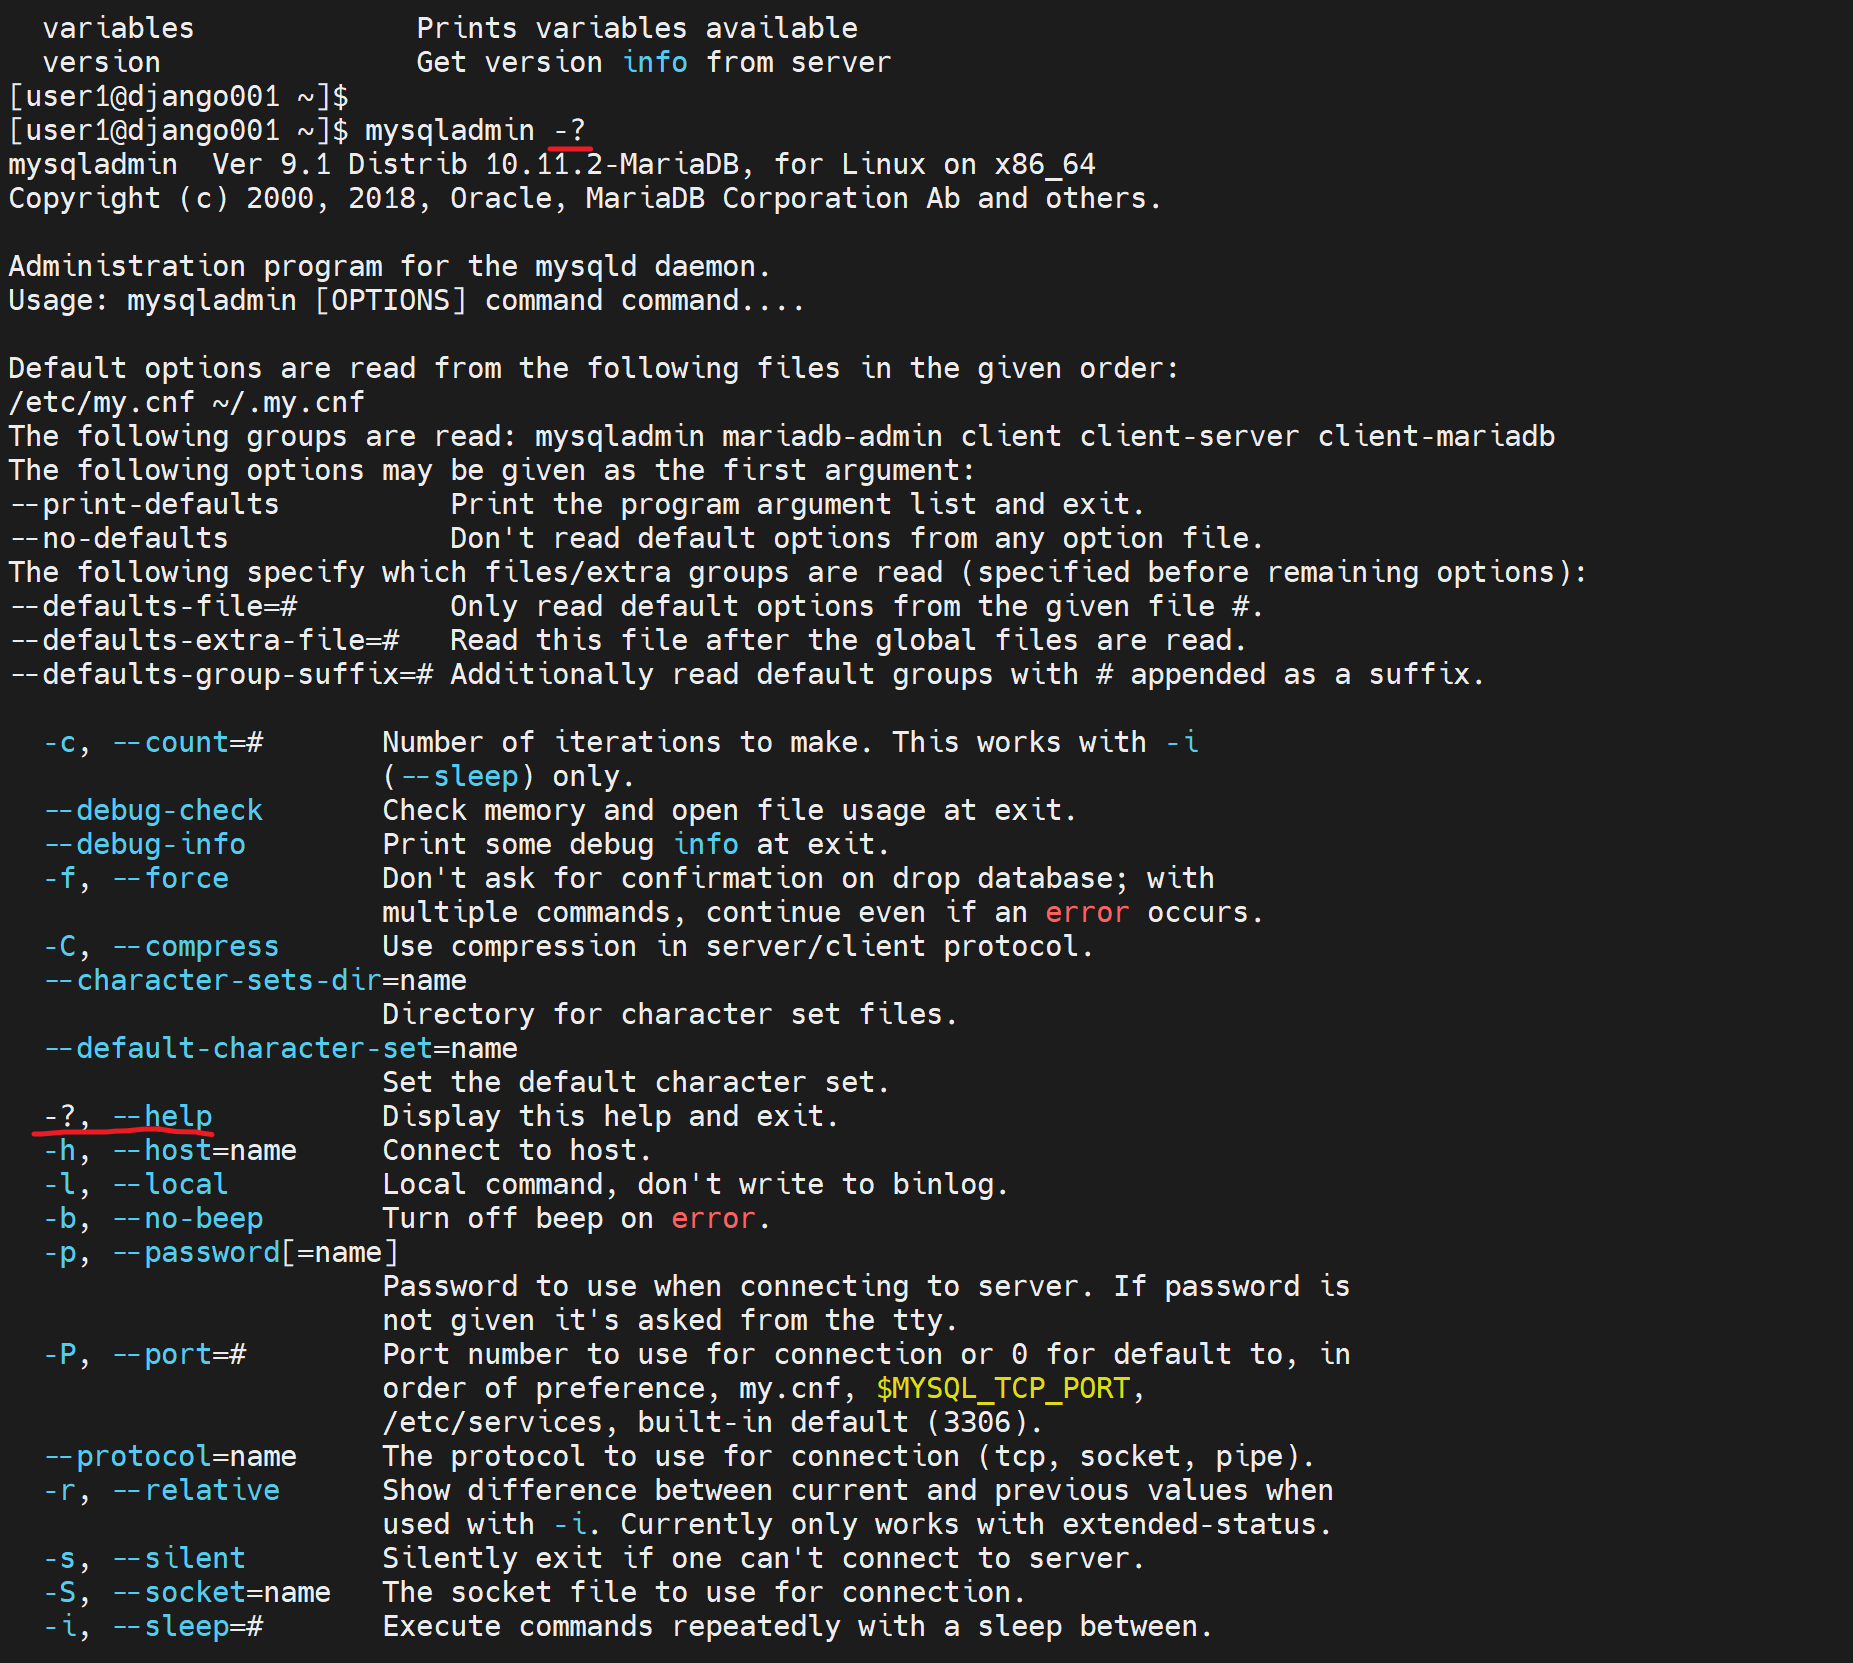 variables             Prints variables available
version               Get version info from server
[user1@django001 ~]$
[user1@django001 ~]$ mysqladmin -?
mysqladmin  Ver 9.1 Distrib 10.11.2-MariaDB, for Linux on x86_64
Copyright (c) 2000, 2018, Oracle, MariaDB Corporation Ab and others.

Administration program for the mysqld daemon.
Usage: mysqladmin [OPTIONS] command command....

Default options are read from the following files in the given order:
/etc/my.cnf ~/.my.cnf
The following groups are read: mysqladmin mariadb-admin client client-server client-mariadb
The following options may be given as the first argument:
--print-defaults          Print the program argument list and exit.
--no-defaults             Don't read default options from any option file.
The following specify which files/extra groups are read (specified before remaining options):
--defaults-file=#         Only read default options from the given file #.
--defaults-extra-file=#   Read this file after the global files are read.
--defaults-group-suffix=# Additionally read default groups with # appended as a suffix.

  -c, --count=#       Number of iterations to make. This works with -i
                      (--sleep) only.
  --debug-check       Check memory and open file usage at exit.
  --debug-info        Print some debug info at exit.
  -f, --force         Don't ask for confirmation on drop database; with
                      multiple commands, continue even if an error occurs.
  -C, --compress      Use compression in server/client protocol.
  --character-sets-dir=name
                      Directory for character set files.
  --default-character-set=name
                      Set the default character set.
  -?, --help          Display this help and exit.
  -h, --host=name     Connect to host.
  -l, --local         Local command, don't write to binlog.
  -b, --no-beep       Turn off beep on error.
  -p, --password[=name]
                      Password to use when connecting to server. If password is
                      not given it's asked from the tty.
  -P, --port=#        Port number to use for connection or 0 for default to, in
                      order of preference, my.cnf, $MYSQL_TCP_PORT,
                      /etc/services, built-in default (3306).
  --protocol=name     The protocol to use for connection (tcp, socket, pipe).
  -r, --relative      Show difference between current and previous values when
                      used with -i. Currently only works with extended-status.
  -s, --silent        Silently exit if one can't connect to server.
  -S, --socket=name   The socket file to use for connection.
  -i, --sleep=#       Execute commands repeatedly with a sleep between.